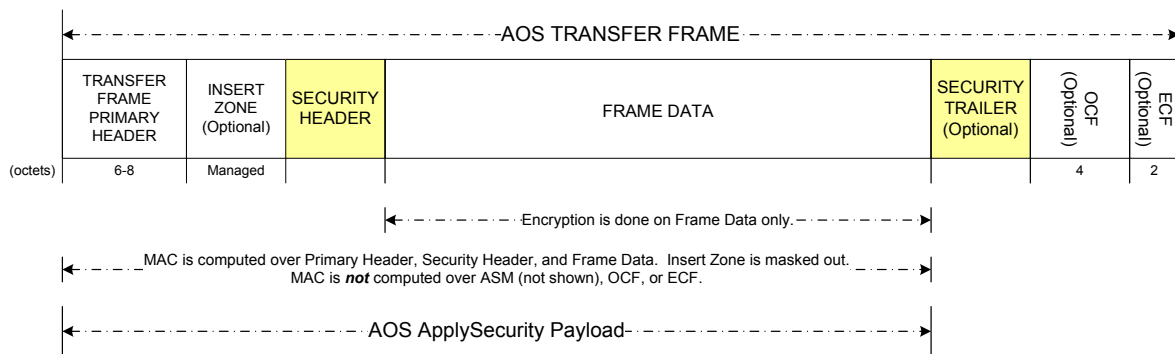 AOS TRANSFER FRAME
TRANSFER
FRAME
PRIMARY
HEADER
INSERT
ZONE
(Optional)
SECURITY
HEADER
FRAME DATA
SECURITY
TRAILER
(Optional)
OCF
(Optional)
ECF
(Optional)
(octets)
6-8
Managed
4
2
Encryption is done on Frame Data only.
MAC is computed over Primary Header, Security Header, and Frame Data. Insert Zone is masked out.
MAC is not computed over ASM (not shown), OCF, or ECF.
AOS ApplySecurity Payload